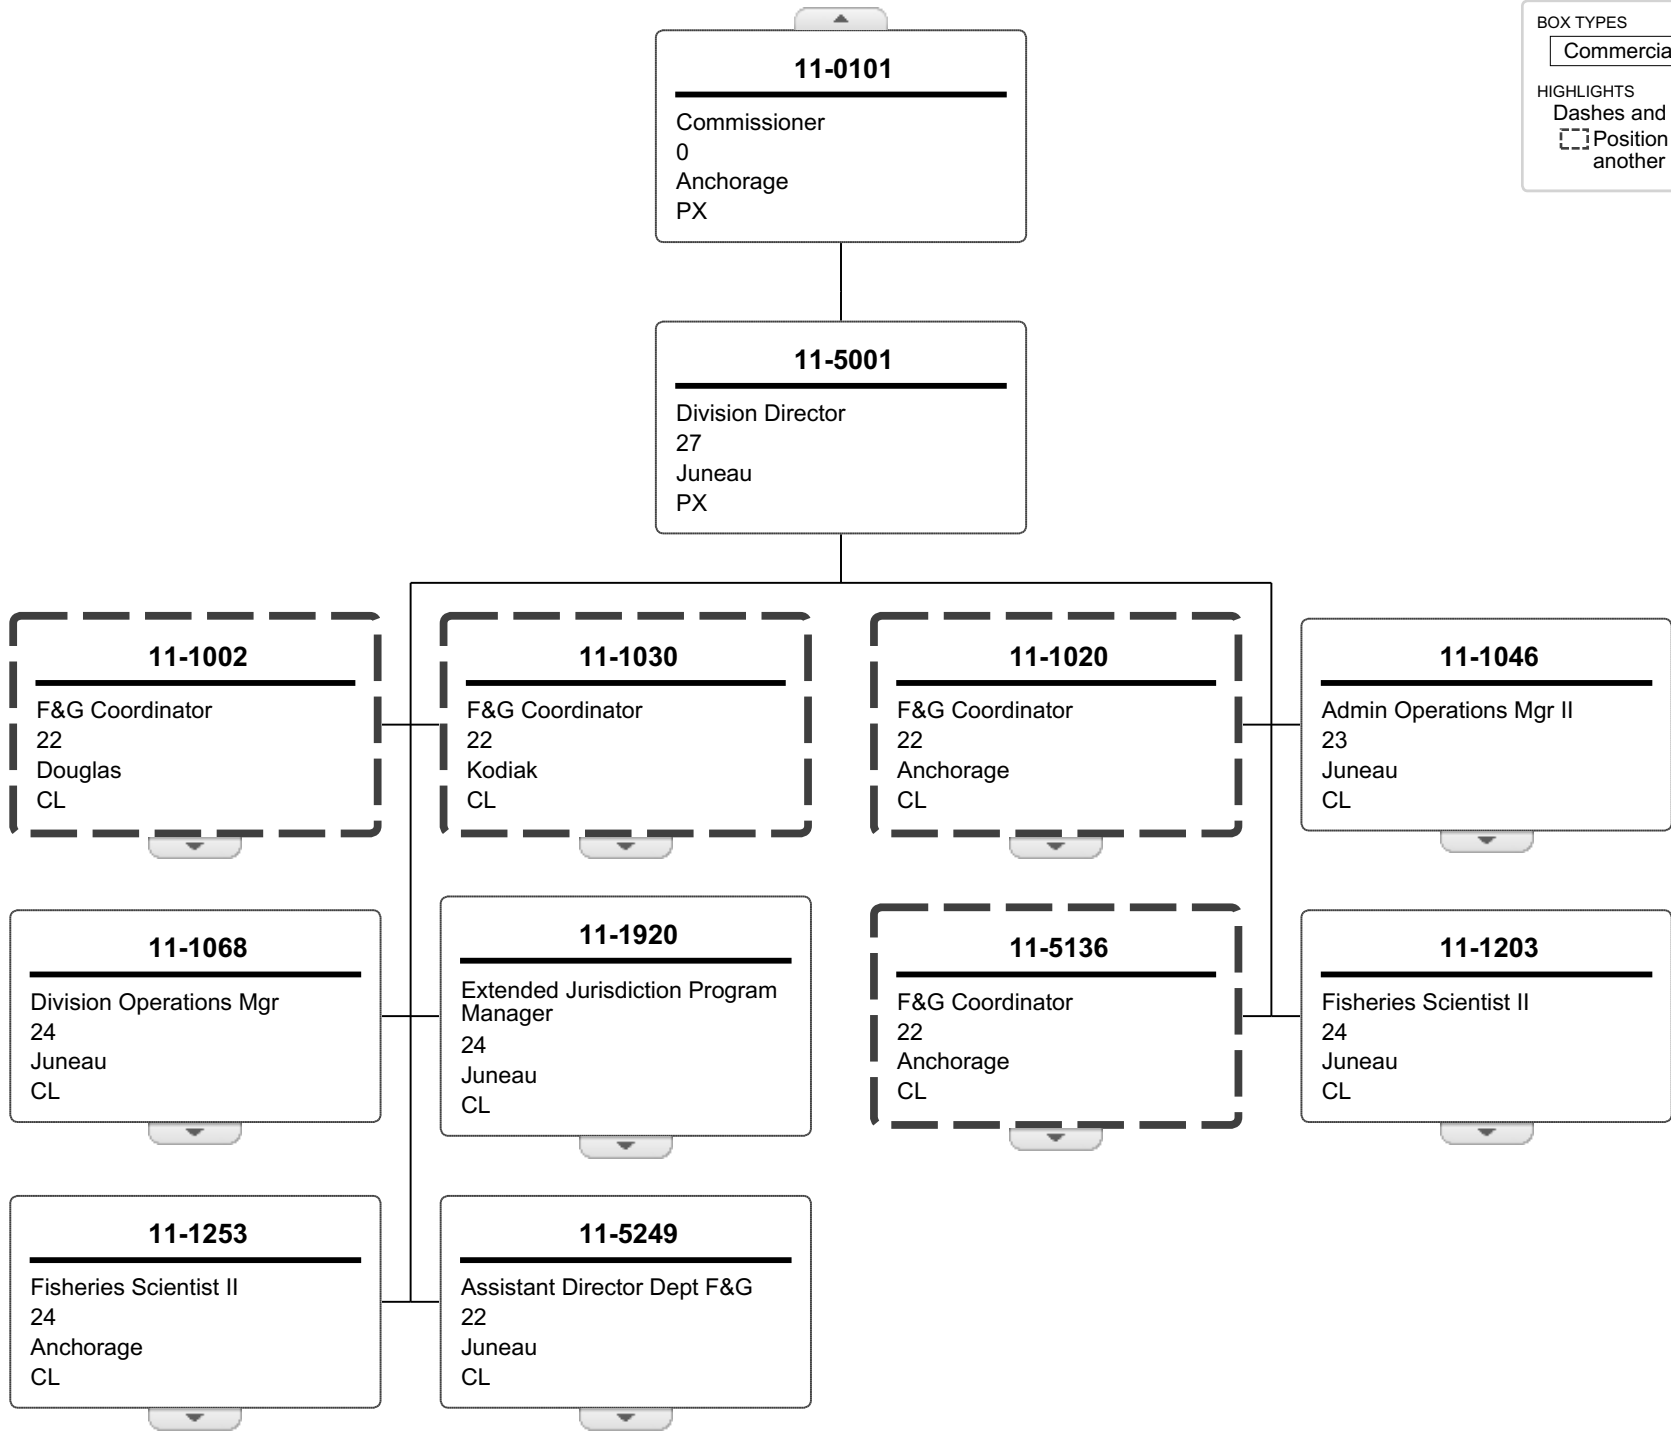 BOX TYPES
Commercia
HIGHLIGHTS
Dashes and
Position
another
11-0101
Commissioner
0
Anchorage
PX
11-5001
Division Director
27
Juneau
PX
11-1002
F&G Coordinator
22
Douglas
CL
11-1030
F&G Coordinator
22
Kodiak
CL
11-1020
F&G Coordinator
22
Anchorage
CL
11-1046
Admin Operations Mgr II
23
Juneau
CL
11-1068
Division Operations Mgr
24
Juneau
CL
11-1920
Extended Jurisdiction Program
Manager
24
Juneau
CL
11-5136
F&G Coordinator
22
Anchorage
CL
11-1203
Fisheries Scientist II
24
Juneau
CL
11-1253
Fisheries Scientist II
24
Anchorage
CL
11-5249
Assistant Director Dept F&G
22
Juneau
CL